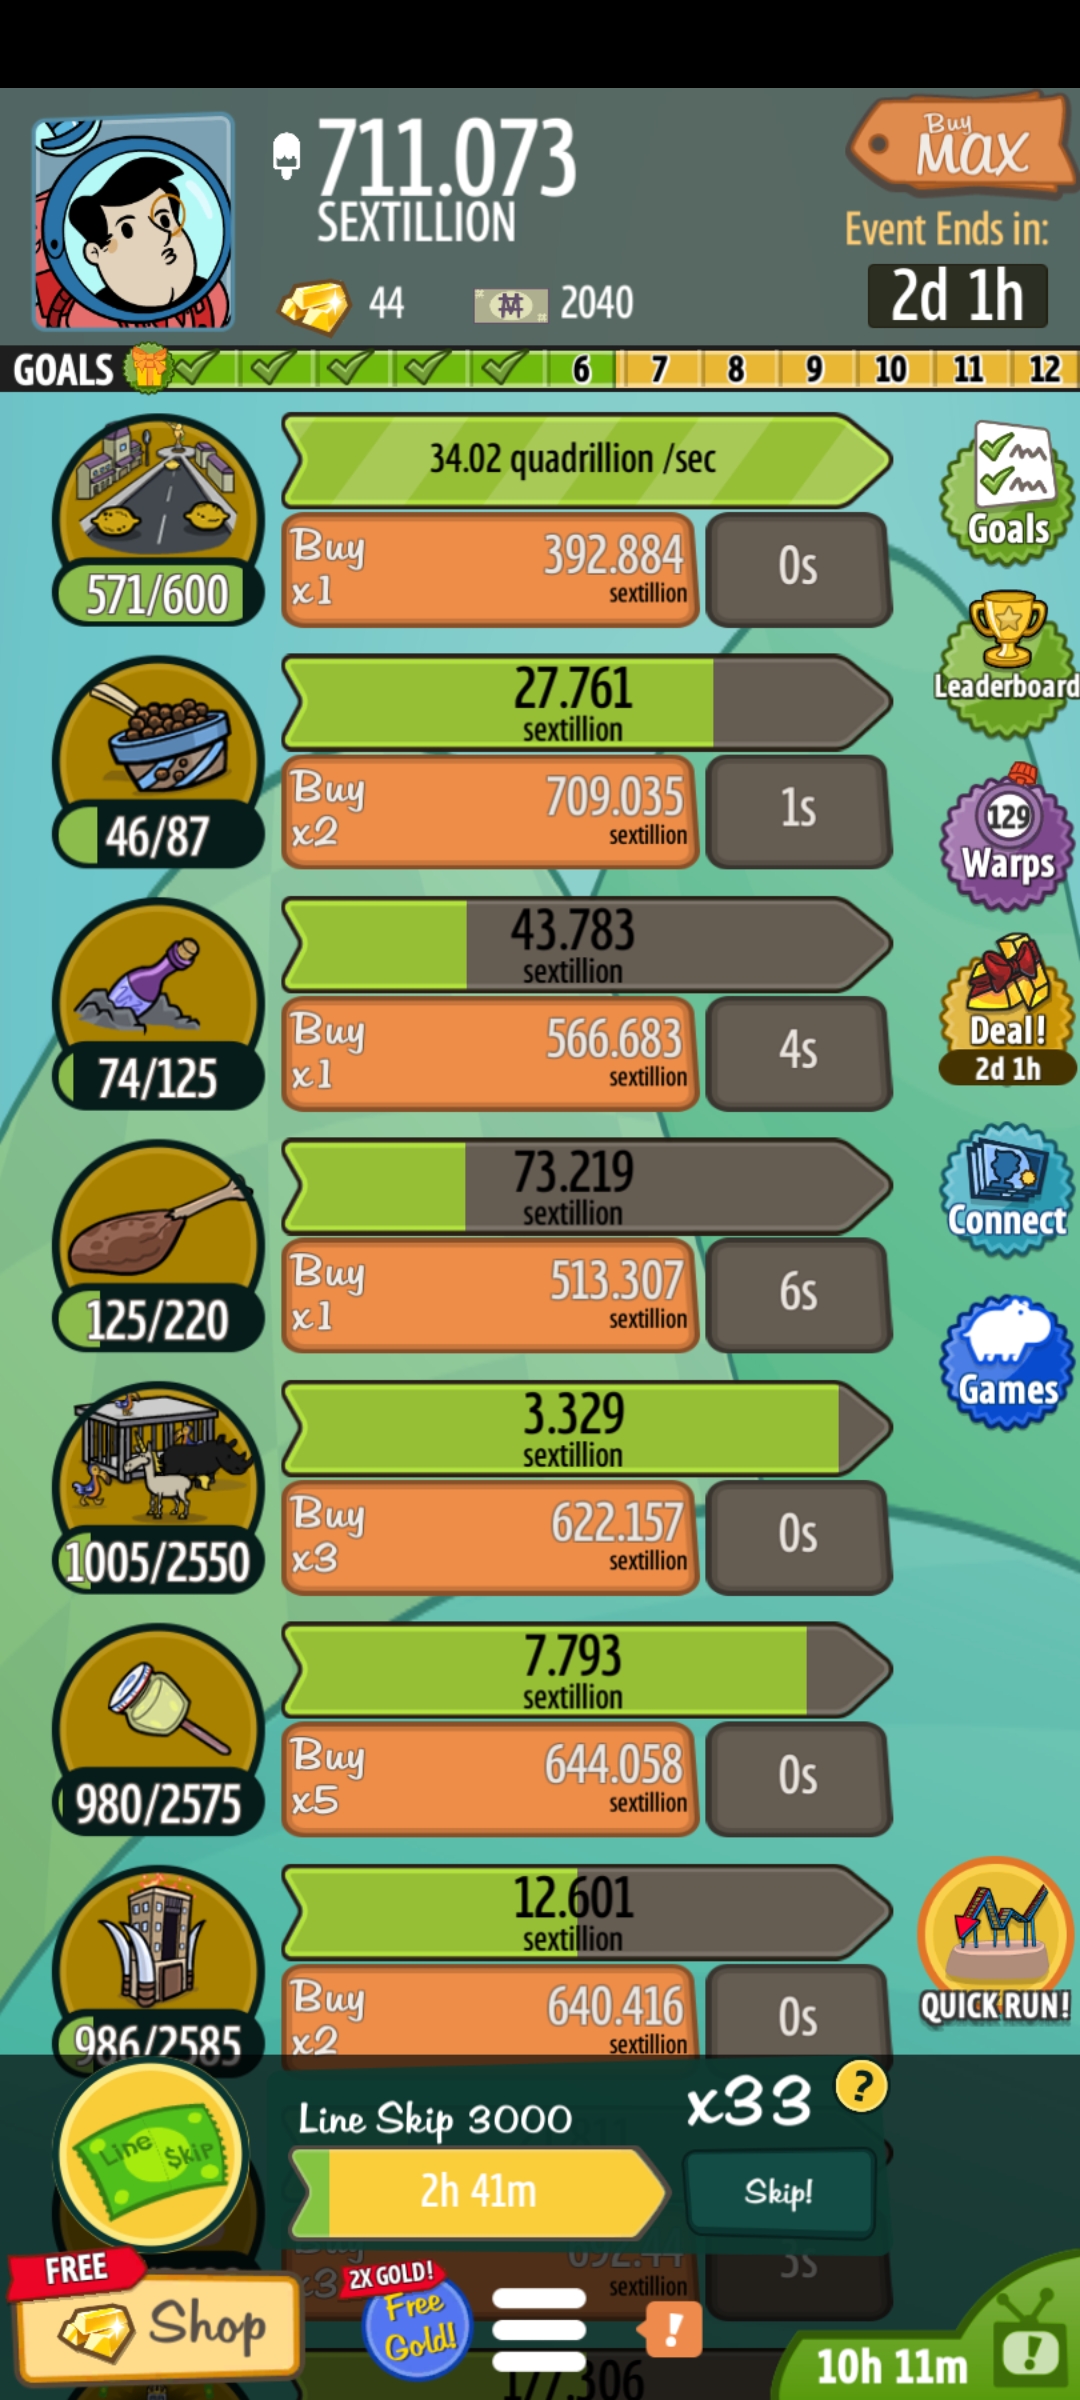 711.073
SEXTILLION
Buy
MAX
Event Ends in:
44
2040
2d 1h
GOALS
6
7
8
9
10
11
12
34.02 quadrillion /sec
Buy
x1
392.884
sextillion
0s
571/600
Goals
27.761
sextillion
Buy
x2
709.035
sextillion
1s
46/87
Leaderboard
129
Warps
43.783
sextillion
Buy
x1
566.683
sextillion
4s
74/125
Deal!
2d 1h
73.219
sextillion
Buy
x1
513.307
sextillion
6s
125/220
Connect
Games
3.329
sextillion
Buy
x3
622.157
sextillion
0s
1005/2550
7.793
sextillion
Buy
x5
644.058
sextillion
0s
980/2575
12.601
sextillion
Buy
x2
640.416
sextillion
0s
986/2585
QUICK RUN!
Line Skip
Line Skip 3000
x33
?
2h 41m
Skip!
Buy
x3
692.44
sextillion
3s
FREE
Shop
2X GOLD!
Free
Gold!
!
177.306
10h 11m
!